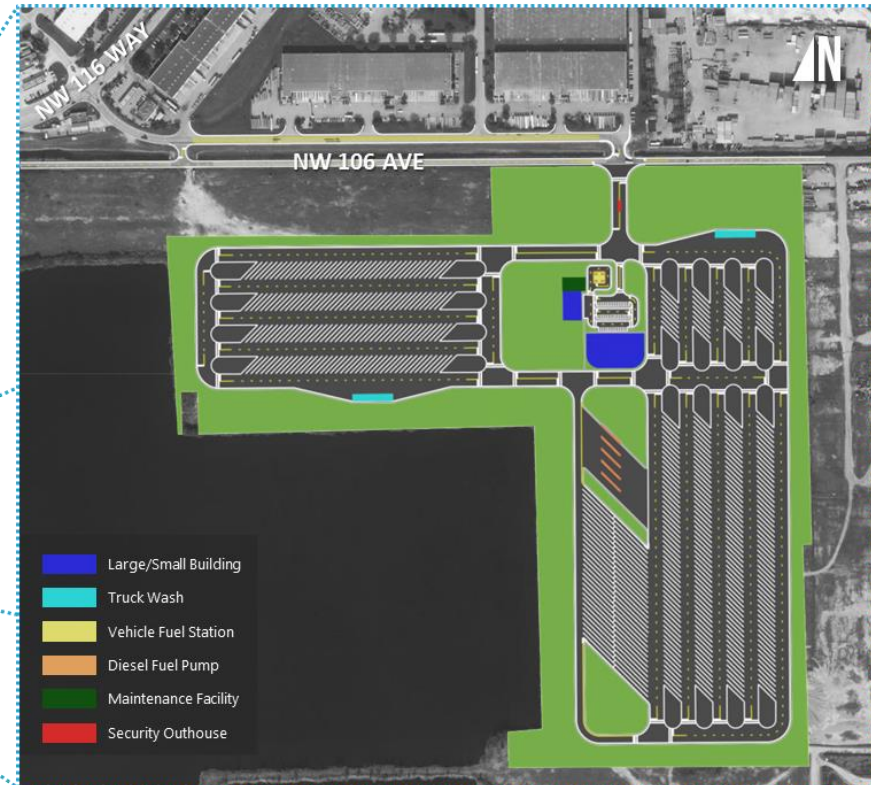 NW 116 WAY
N
NW 106 AVE
Large/Small Building
Truck Wash
Vehicle Fuel Station
Diesel Fuel Pump
Maintenance Facility
Security Outhouse